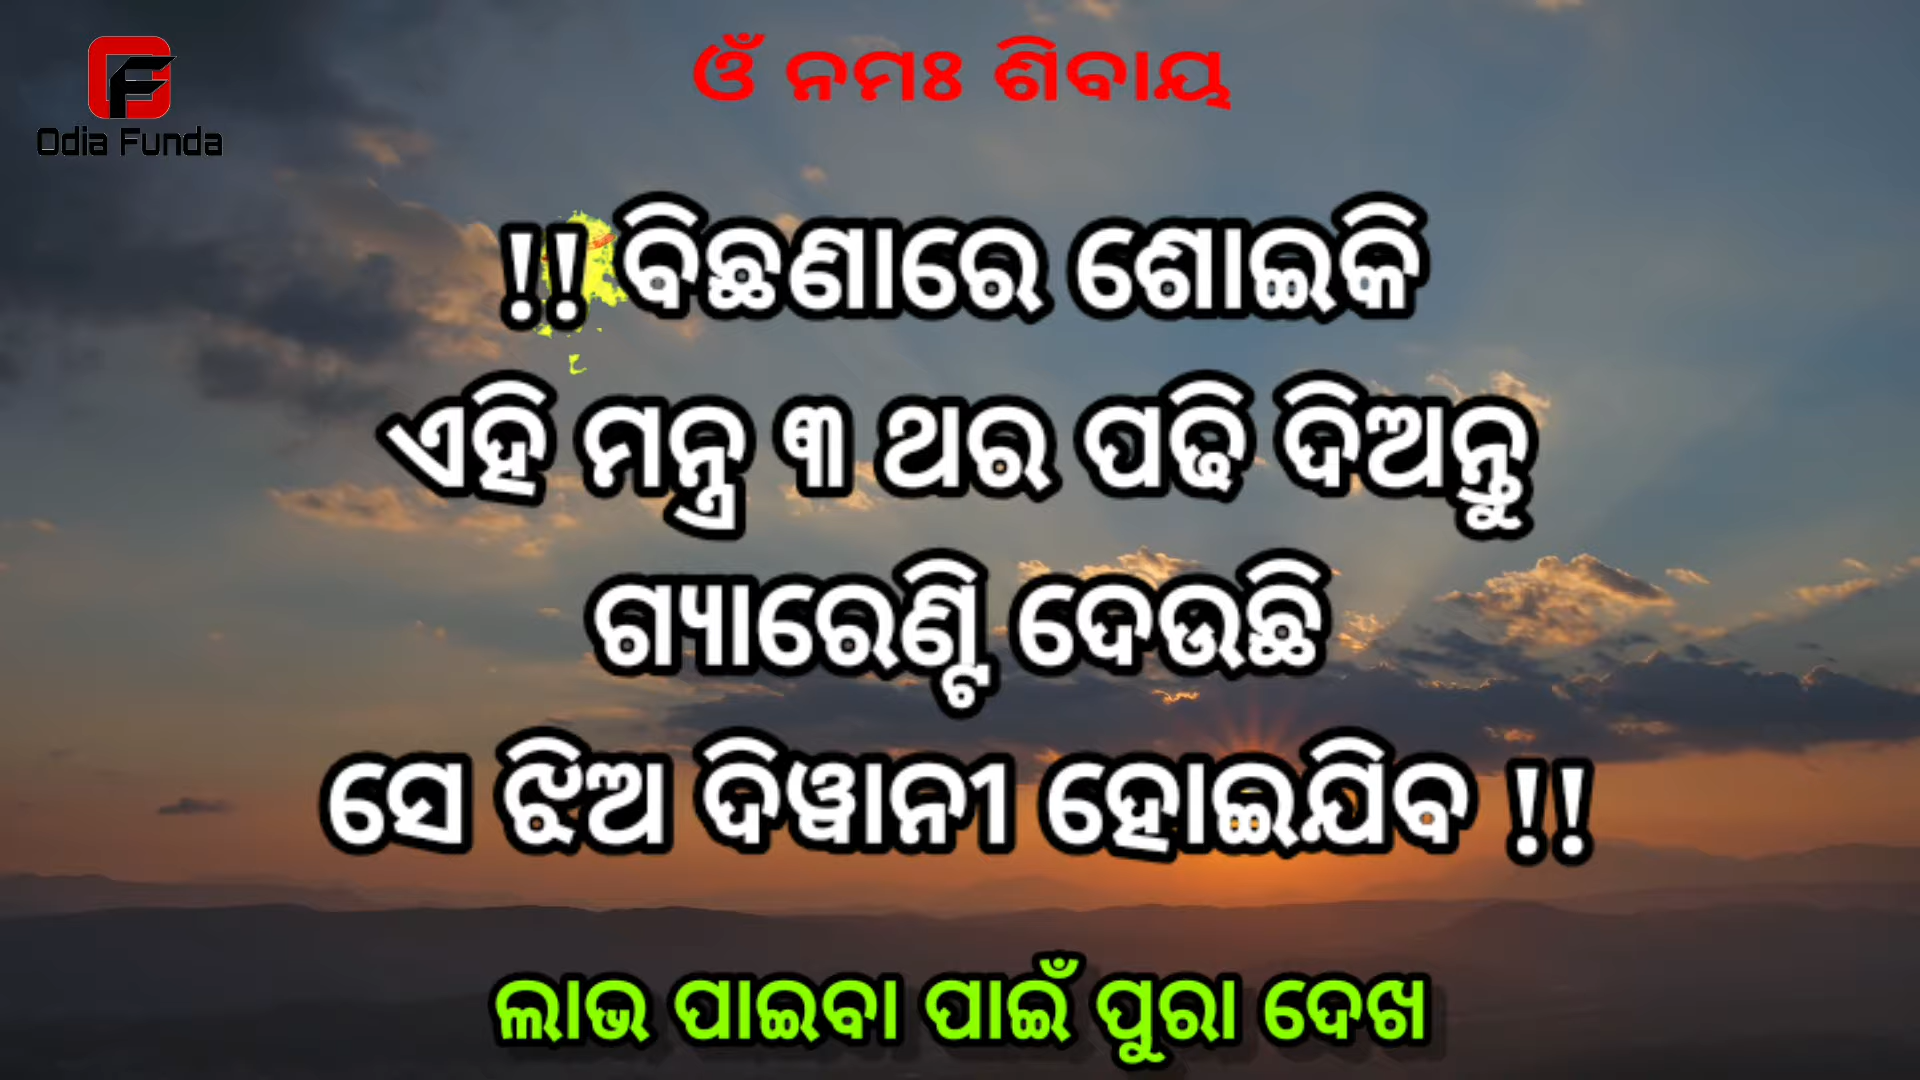 ଓଁ ନମଃ ଶିବାୟ
Odia Funda
!! ବିଛଣାରେ ଶୋଇକି
ଏହି ମନ୍ତ୍ର ୩ ଥର ପଢି ଦିଅନ୍ତୁ
ଗ୍ୟାରେଣ୍ଟି ଦେଉଛି
ସେ ଝିଅ ଦିୱାନୀ ହୋଇଯିବ !!
ଲାଭ ପାଇବା ପାଇଁ ପୁରା ଦେଖ